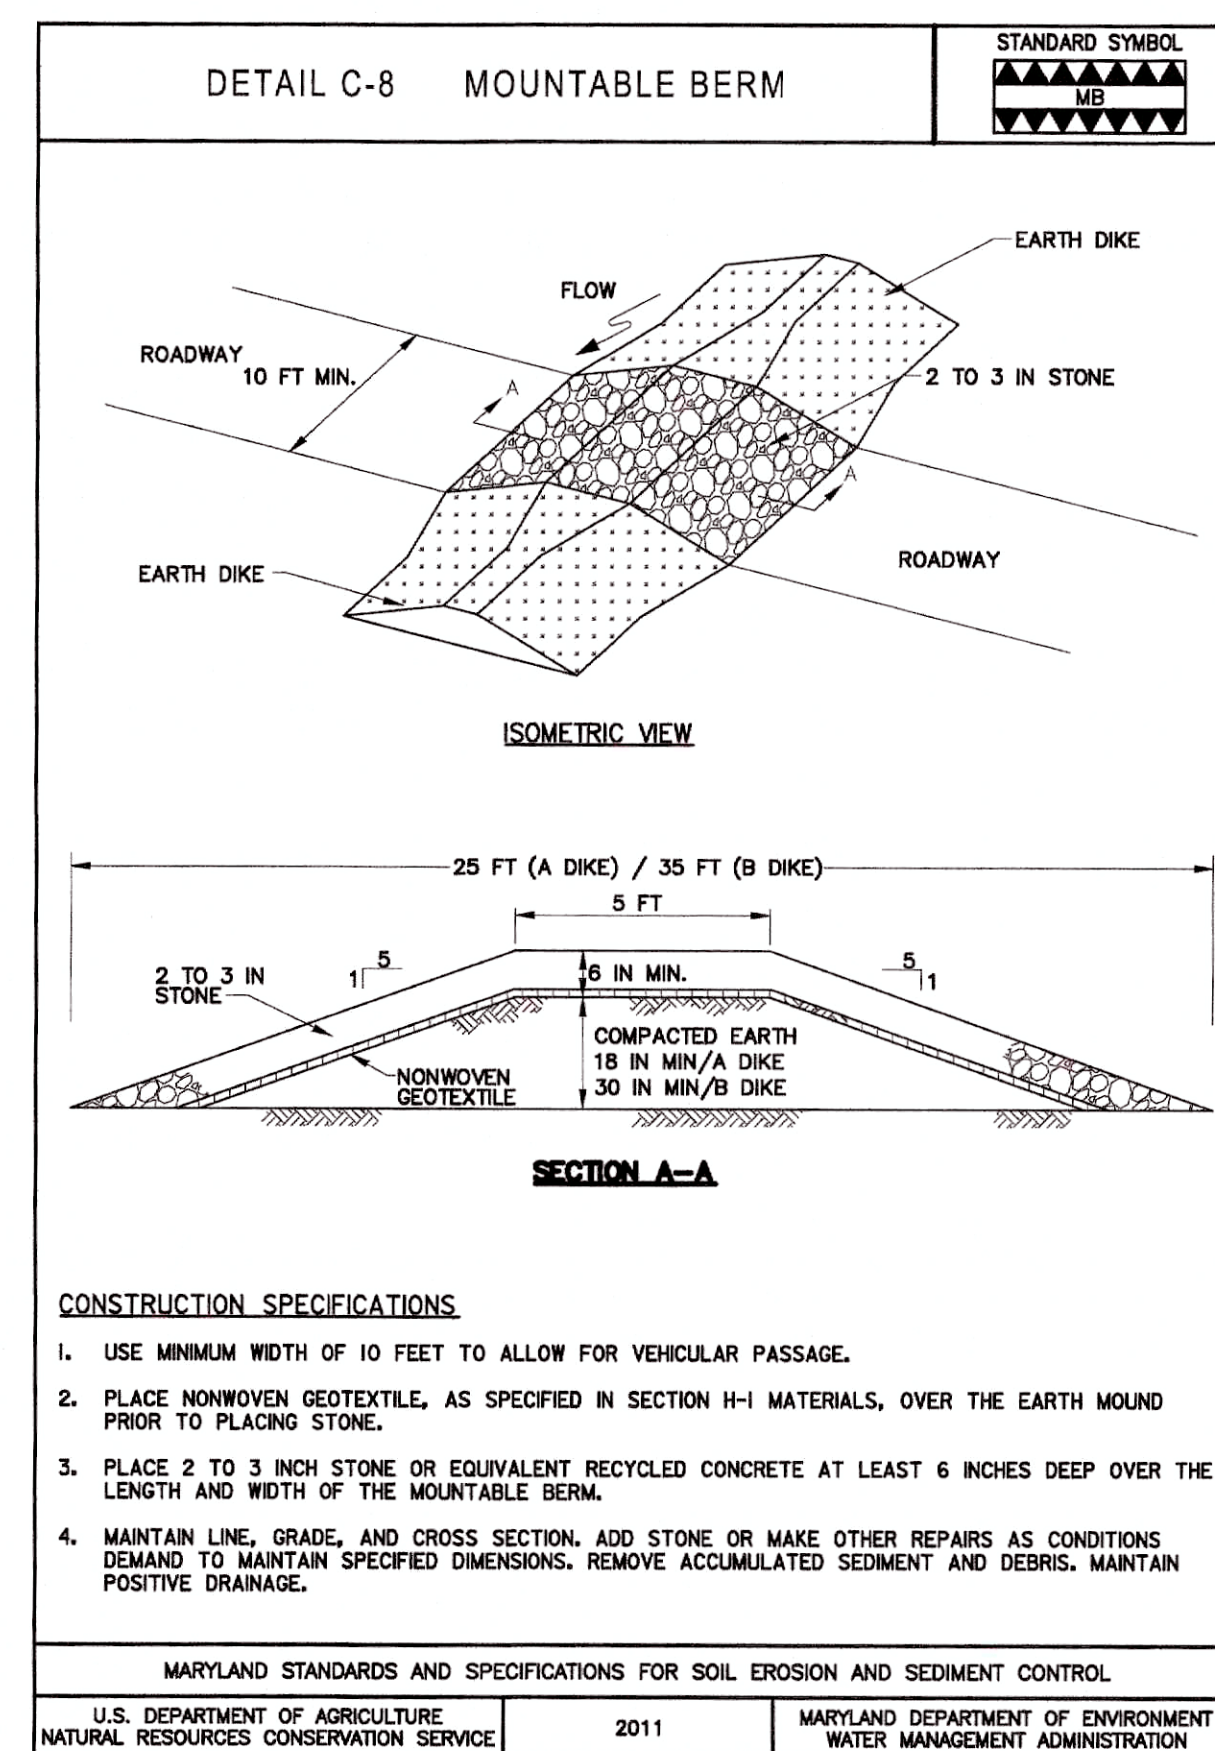 DETAIL C-8 MOUNTABLE BERM
STANDARD SYMBOL
MB
EARTH DIKE
FLOW
ROADWAY
10 FT MIN.
A
2 TO 3 IN STONE
A
EARTH DIKE
ROADWAY
ISOMETRIC VIEW
25 FT (A DIKE) / 35 FT (B DIKE)
5 FT
5
1
5
1
2 TO 3 IN
STONE
6 IN MIN.
COMPACTED EARTH
18 IN MIN/A DIKE
30 IN MIN/B DIKE
NONWOVEN
GEOTEXTILE
SECTION A-A
CONSTRUCTION SPECIFICATIONS
1. USE MINIMUM WIDTH OF 10 FEET TO ALLOW FOR VEHICULAR PASSAGE.
2. PLACE NONWOVEN GEOTEXTILE, AS SPECIFIED IN SECTION H-1 MATERIALS, OVER THE EARTH MOUND
PRIOR TO PLACING STONE.
3. PLACE 2 TO 3 INCH STONE OR EQUIVALENT RECYCLED CONCRETE AT LEAST 6 INCHES DEEP OVER THE
LENGTH AND WIDTH OF THE MOUNTABLE BERM.
4. MAINTAIN LINE, GRADE, AND CROSS SECTION. ADD STONE OR MAKE OTHER REPAIRS AS CONDITIONS
DEMAND TO MAINTAIN SPECIFIED DIMENSIONS. REMOVE ACCUMULATED SEDIMENT AND DEBRIS. MAINTAIN
POSITIVE DRAINAGE.
MARYLAND STANDARDS AND SPECIFICATIONS FOR SOIL EROSION AND SEDIMENT CONTROL
U.S. DEPARTMENT OF AGRICULTURE
NATURAL RESOURCES CONSERVATION SERVICE
2011
MARYLAND DEPARTMENT OF ENVIRONMENT
WATER MANAGEMENT ADMINISTRATION